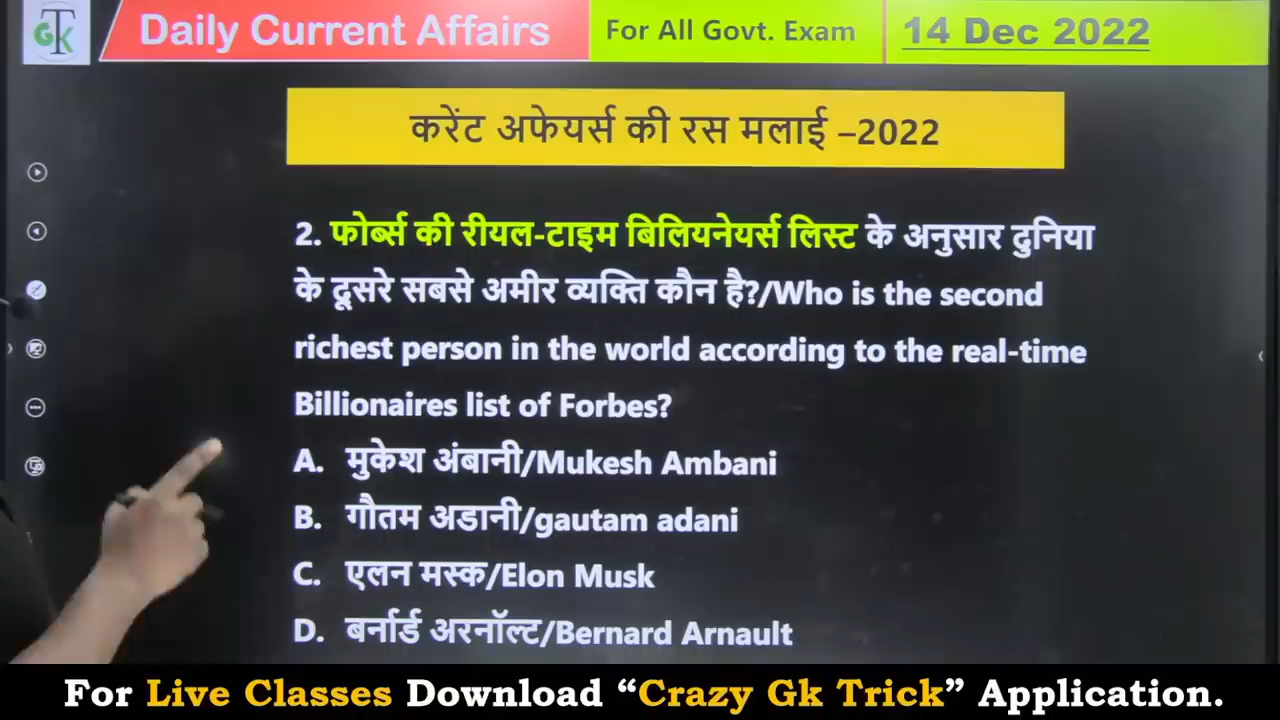 GTK
Daily Current Affairs
For All Govt. Exam
14 Dec 2022
करेंट अफेयर्स की रस मलाई –2022
2. फोर्ब्स की रीयल-टाइम बिलियनेयर्स लिस्ट के अनुसार दुनिया
के दूसरे सबसे अमीर व्यक्ति कौन है?/Who is the second
richest person in the world according to the real-time
Billionaires list of Forbes?
A. मुकेश अंबानी/Mukesh Ambani
B. गौतम अडानी/gautam adani
C. एलन मस्क/Elon Musk
D. बर्नार्ड अरनॉल्ट/Bernard Arnault
For Live Classes Download “Crazy Gk Trick” Application.